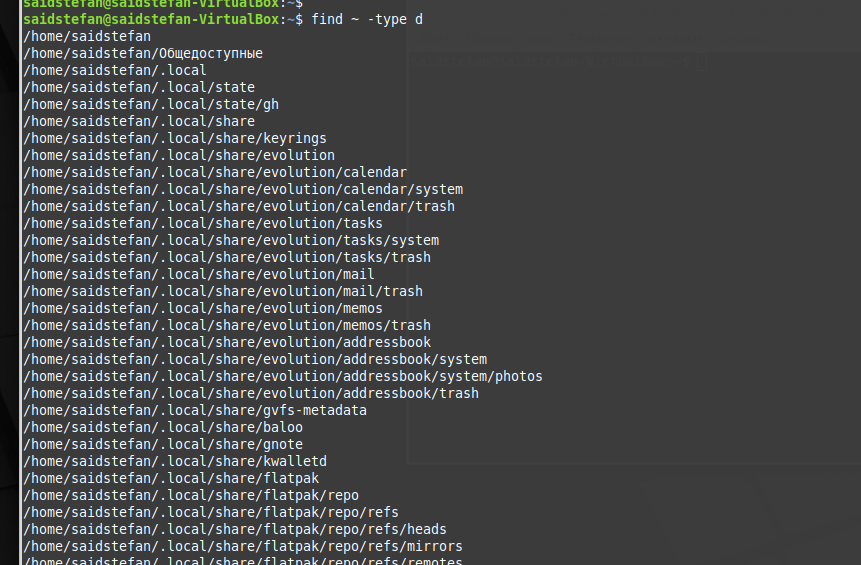 saidstefan@saidstefan-VirtualBox:~$
saidstefan@saidstefan-VirtualBox:~$ find ~ -type d
/home/saidstefan
/home/saidstefan/Общедоступные
/home/saidstefan/.local
/home/saidstefan/.local/state
/home/saidstefan/.local/state/gh
/home/saidstefan/.local/share
/home/saidstefan/.local/share/keyrings
/home/saidstefan/.local/share/evolution
/home/saidstefan/.local/share/evolution/calendar
/home/saidstefan/.local/share/evolution/calendar/system
/home/saidstefan/.local/share/evolution/calendar/trash
/home/saidstefan/.local/share/evolution/tasks
/home/saidstefan/.local/share/evolution/tasks/system
/home/saidstefan/.local/share/evolution/tasks/trash
/home/saidstefan/.local/share/evolution/mail
/home/saidstefan/.local/share/evolution/mail/trash
/home/saidstefan/.local/share/evolution/memos
/home/saidstefan/.local/share/evolution/memos/trash
/home/saidstefan/.local/share/evolution/addressbook
/home/saidstefan/.local/share/evolution/addressbook/system
/home/saidstefan/.local/share/evolution/addressbook/system/photos
/home/saidstefan/.local/share/evolution/addressbook/trash
/home/saidstefan/.local/share/gvfs-metadata
/home/saidstefan/.local/share/baloo
/home/saidstefan/.local/share/gnote
/home/saidstefan/.local/share/kwalletd
/home/saidstefan/.local/share/flatpak
/home/saidstefan/.local/share/flatpak/repo
/home/saidstefan/.local/share/flatpak/repo/refs
/home/saidstefan/.local/share/flatpak/repo/refs/heads
/home/saidstefan/.local/share/flatpak/repo/refs/mirrors
/home/saidstefan/.local/share/flatpak/repo/refs/remotes